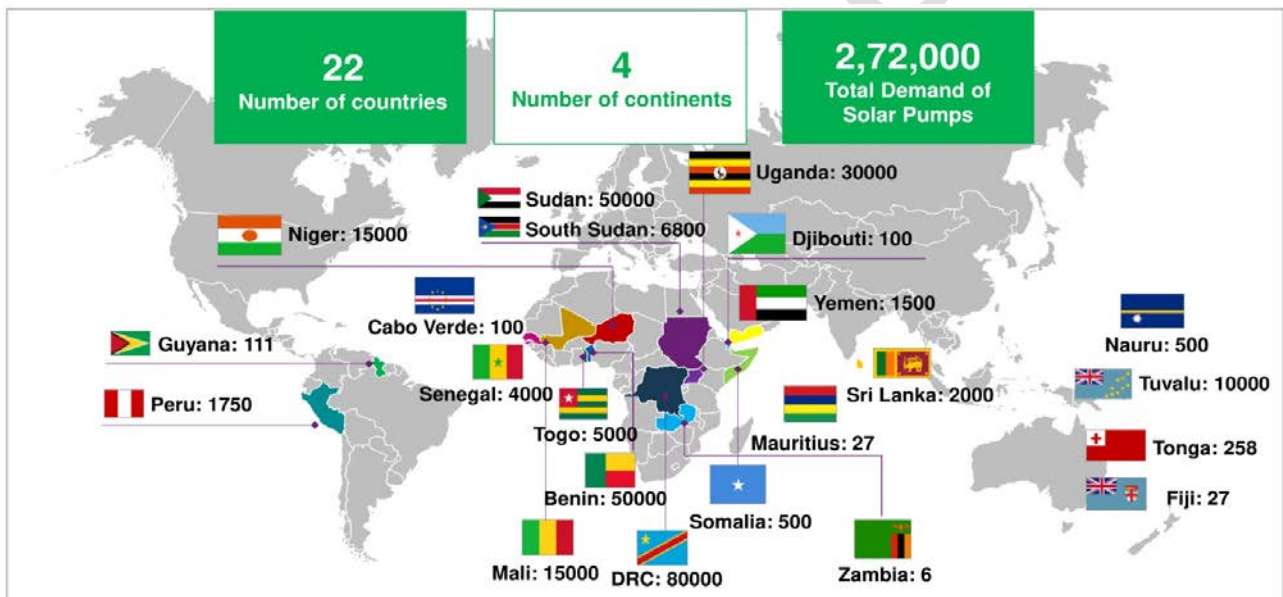 22
Number of countries
4
Number of continents
2,72,000
Total Demand of
Solar Pumps
Uganda: 30000
Sudan: 50000
South Sudan: 6800
Niger: 15000
Djibouti: 100
Cabo Verde: 100
Yemen: 1500
Guyana: 111
Nauru: 500
Senegal: 4000
Sri Lanka: 2000
Peru: 1750
Tuvalu: 10000
Togo: 5000
Mauritius: 27
Tonga: 258
Benin: 50000
Somalia: 500
Fiji: 27
Mali: 15000
DRC: 80000
Zambia: 6